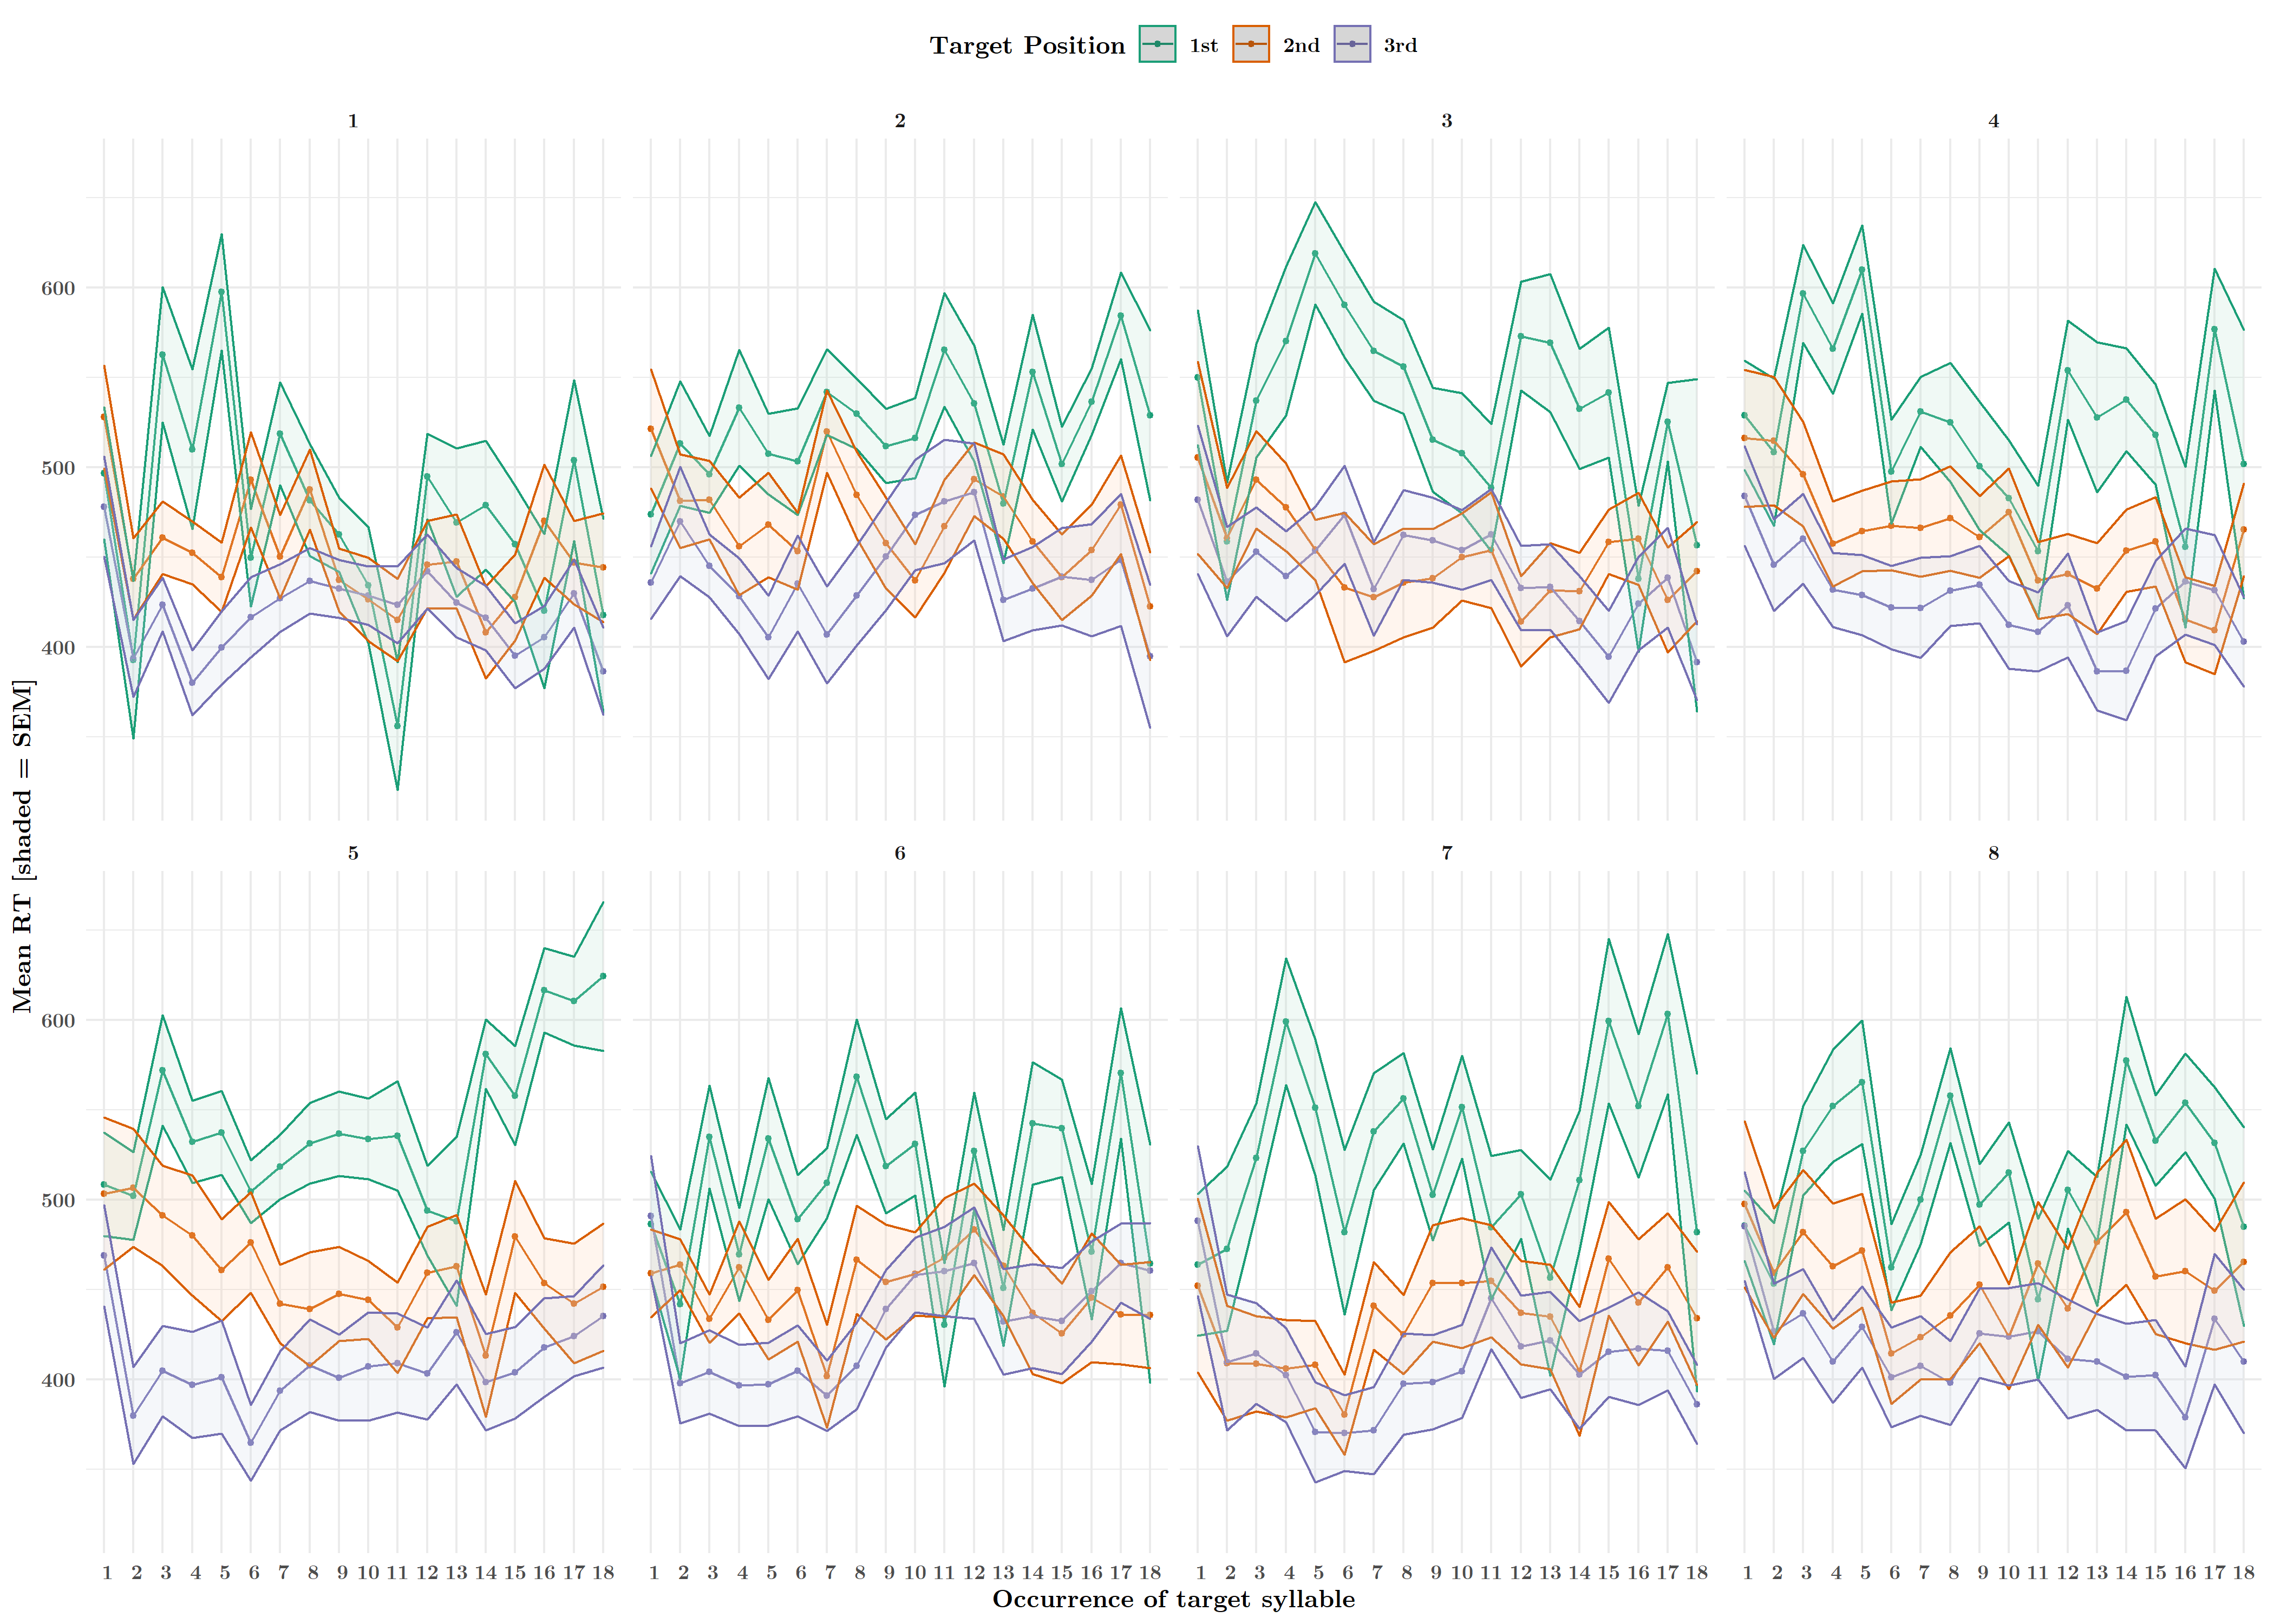 Target Position 1st 2nd 3rd
1 2 3 4
600
500
400
5 6 7 8
600
500
400
1 2 3 4 5 6 7 8 9 10 11 12 13 14 15 16 17 18 1 2 3 4 5 6 7 8 9 10 11 12 13 14 15 16 17 18 1 2 3 4 5 6 7 8 9 10 11 12 13 14 15 16 17 18 1 2 3 4 5 6 7 8 9 10 11 12 13 14 15 16 17 18
Occurrence of target syllable
Mean RT [shaded = SEM]